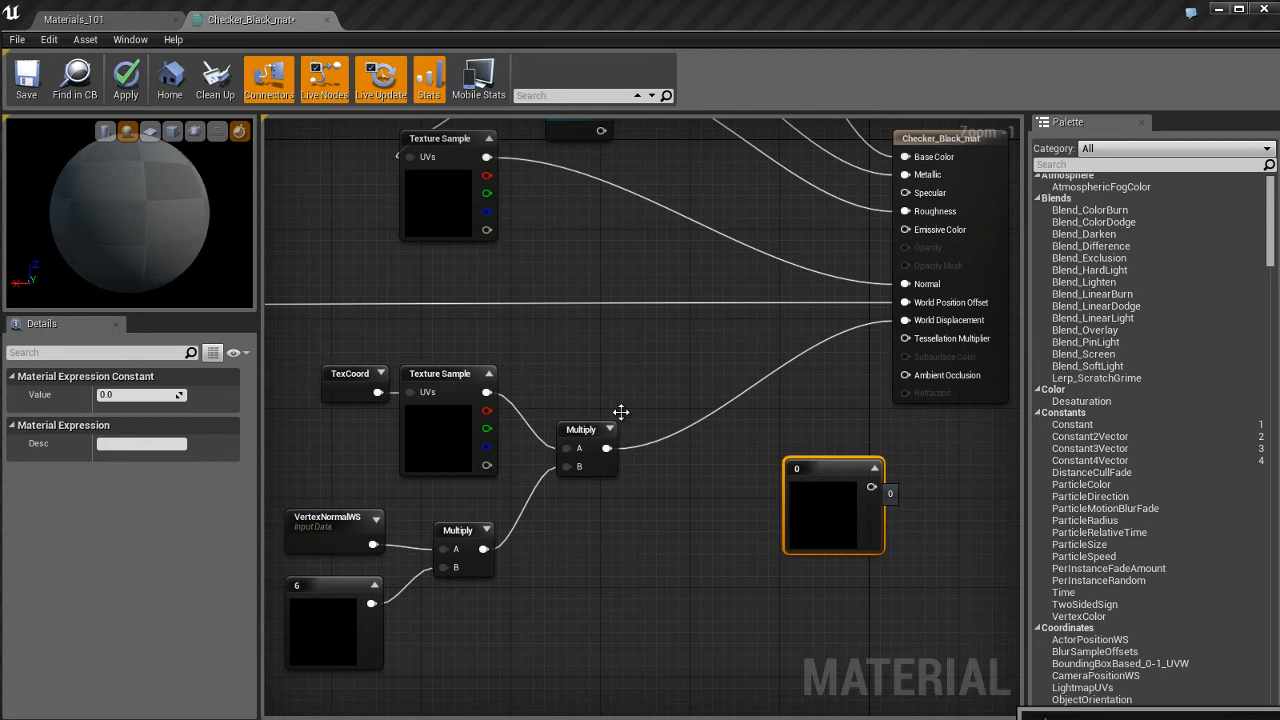 Materials_101
Checker_Black_mat*
File Edit Asset Window Help
Save
Find in CB
Apply
Home
Clean Up
Connectors
Live Nodes
Live Update
Stats
Mobile Stats
Search
Details
Search
Material Expression Constant
Value 0.0
Material Expression
Desc
Zoom -1
Texture Sample
UVs
Checker_Black_mat
Base Color
Metallic
Specular
Roughness
Emissive Color
Opacity
Opacity Mask
Normal
World Position Offset
World Displacement
Tessellation Multiplier
Subsurface Color
Ambient Occlusion
Refraction
TexCoord
Texture Sample
UVs
Multiply
A
B
0
0
VertexNormalWS
Input Data
Multiply
A
B
6
MATERIAL
X
Y
Z
Palette
Category: All
Search
Atmosphere
AtmosphericFogColor
Blends
Blend_ColorBurn
Blend_ColorDodge
Blend_Darken
Blend_Difference
Blend_Exclusion
Blend_HardLight
Blend_Lighten
Blend_LinearBurn
Blend_LinearDodge
Blend_LinearLight
Blend_Overlay
Blend_PinLight
Blend_Screen
Blend_SoftLight
Lerp_ScratchGrime
Color
Desaturation
Constants
Constant 1
Constant2Vector 2
Constant3Vector 3
Constant4Vector 4
DistanceCullFade
ParticleColor
ParticleDirection
ParticleMotionBlurFade
ParticleRadius
ParticleRelativeTime
ParticleSize
ParticleSpeed
PerInstanceFadeAmount
PerInstanceRandom
Time
TwoSidedSign
VertexColor
Coordinates
ActorPositionWS
BlurSampleOffsets
BoundingBoxBased_0-1_UVW
CameraPositionWS
LightmapUVs
ObjectOrientation